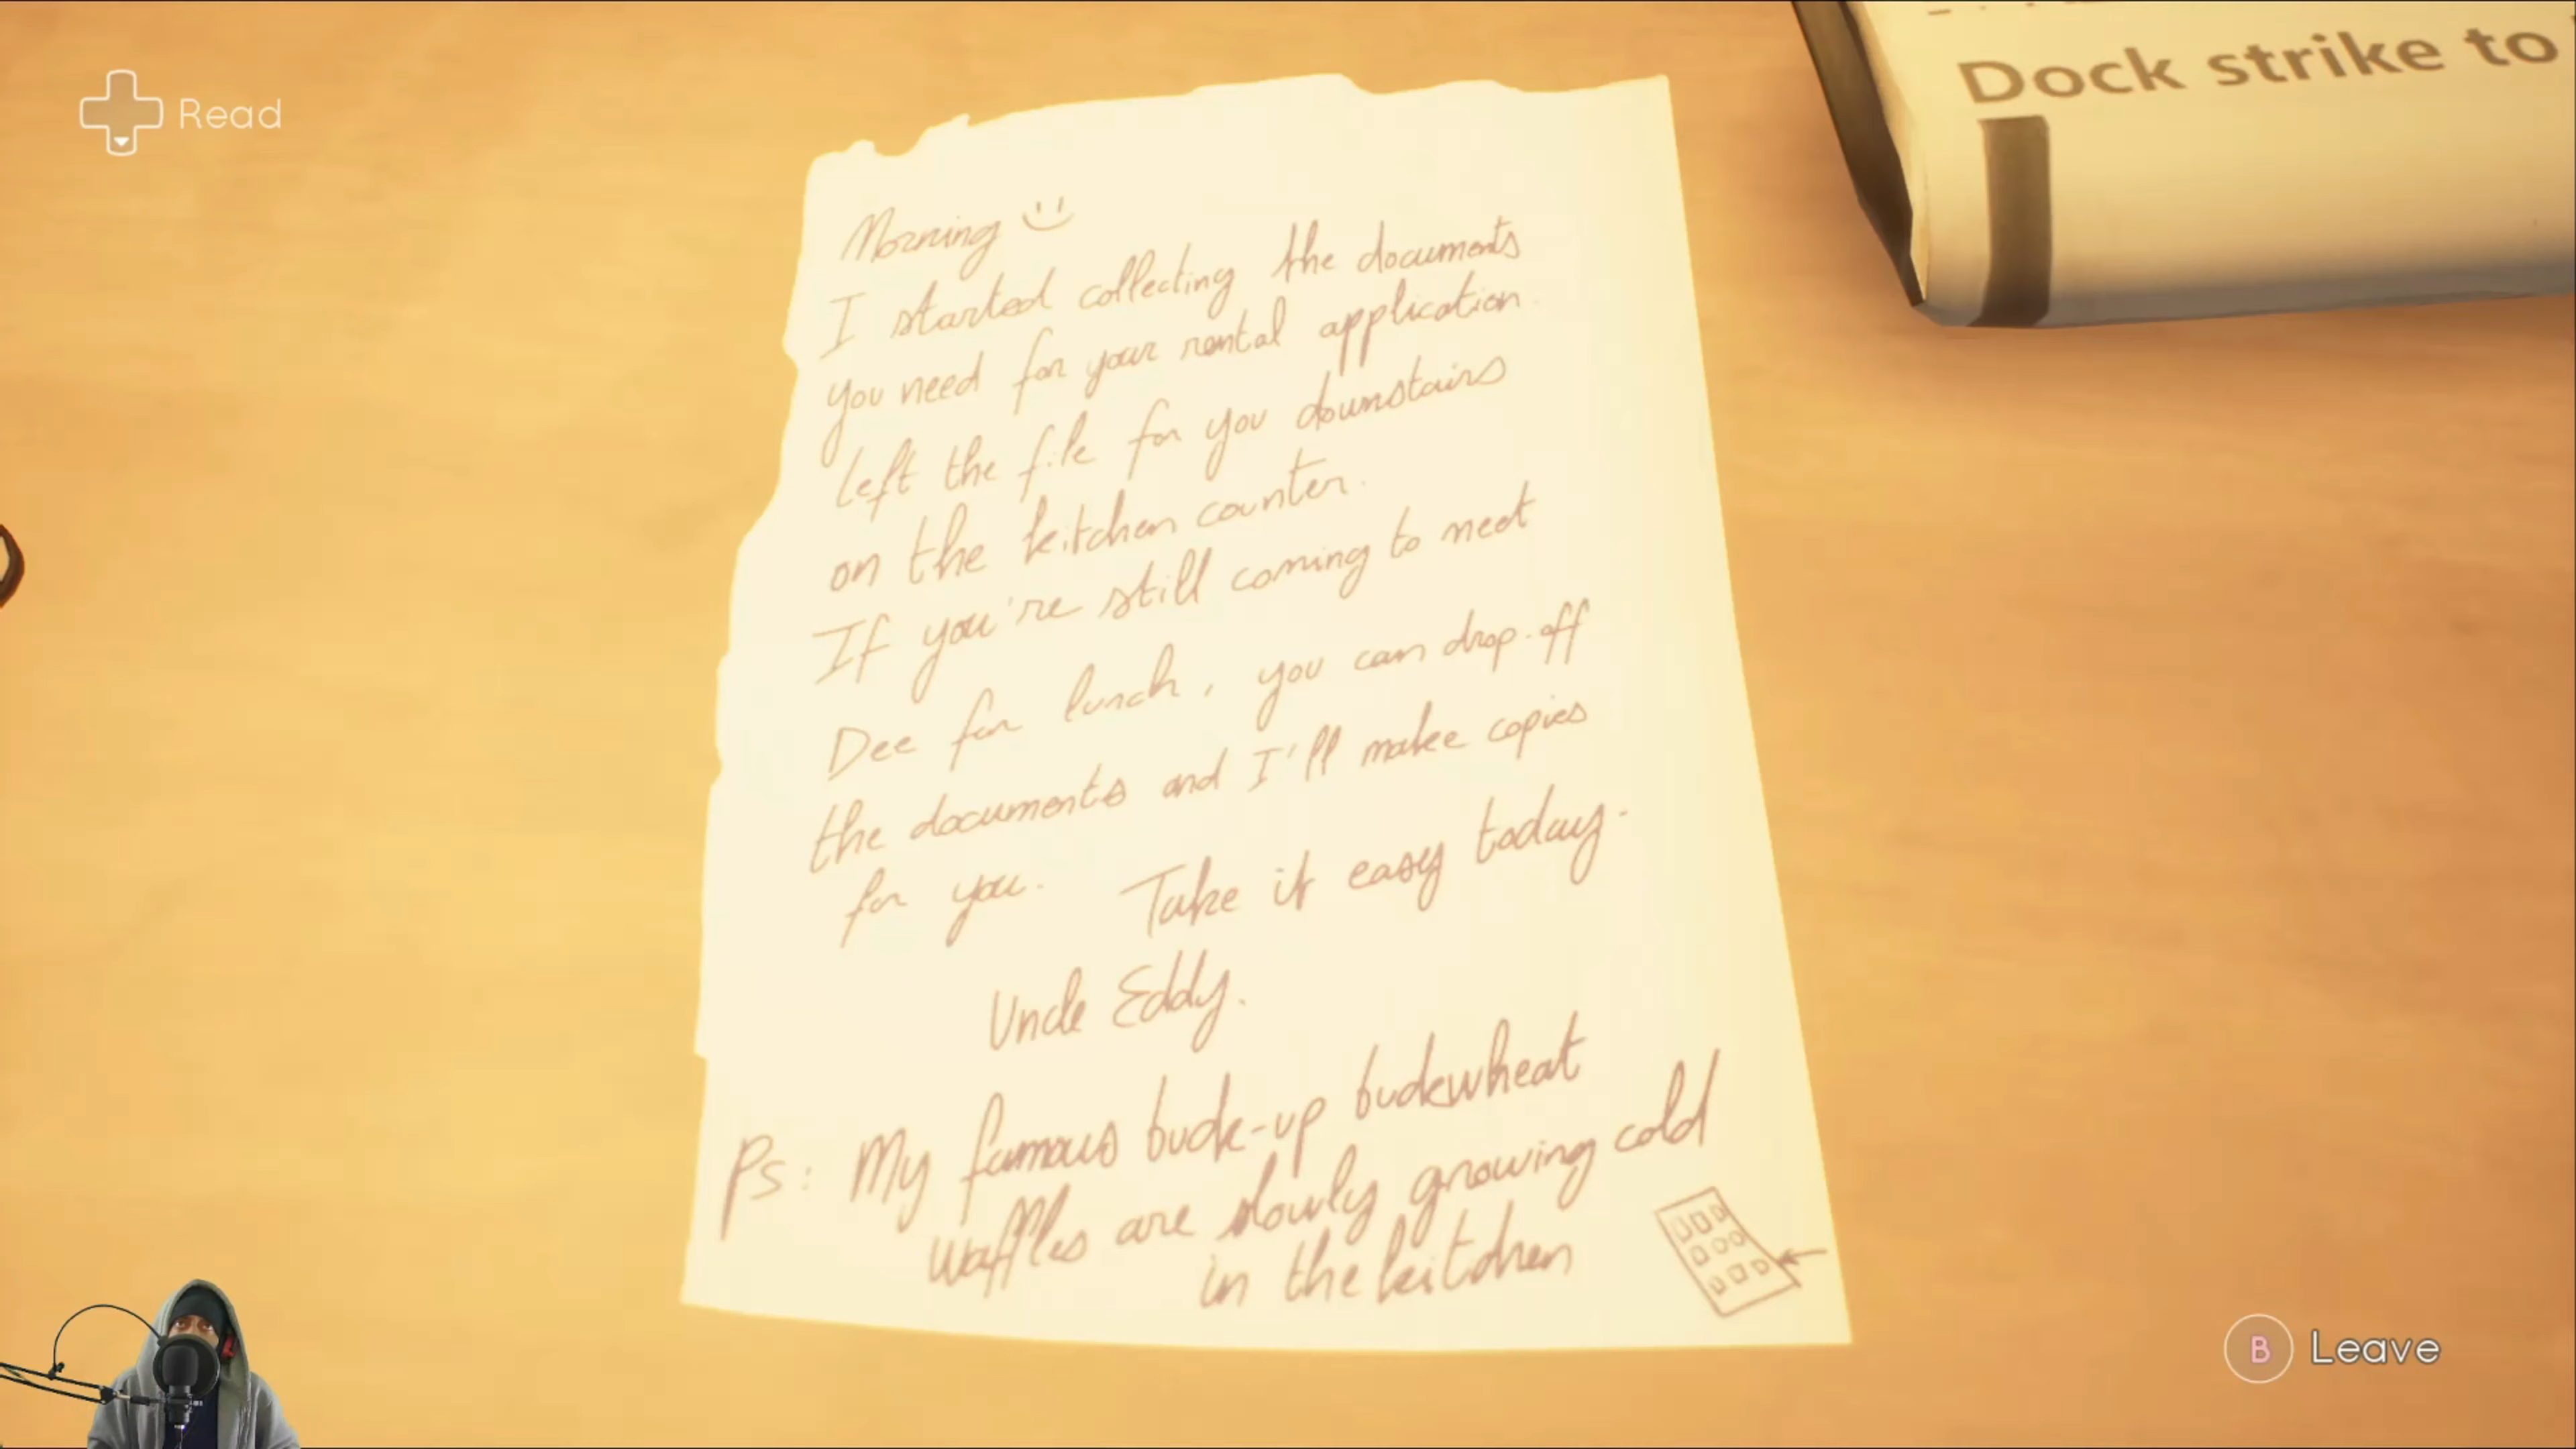 Read
Dock strike to
Morning
I started collecting the documents
you need for your rental application.
Left the file for you downstairs
on the kitchen counter.
If you're still coming to meet
Dee for lunch, you can drop-off
the documents and I'll make copies
for you. Take it easy today.
Uncle Eddy.
Ps: My famous buck-up buckwheat
waffles are slowly growing cold
in the kitchen
B Leave